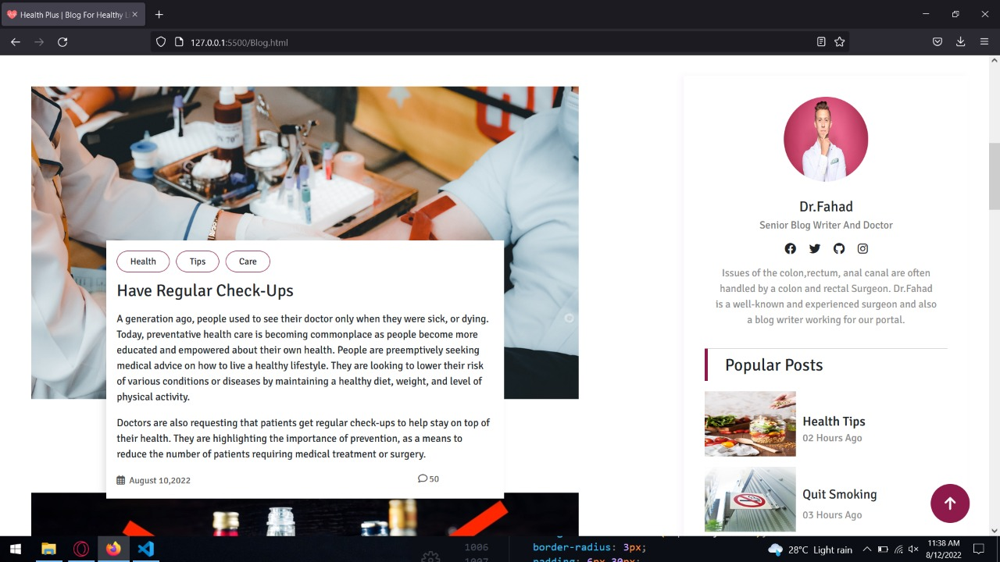 Health Plus | Blog For Healthy Li
127.0.0.1:5500/Blog.html
Health
Tips
Care
Have Regular Check-Ups
A generation ago, people used to see their doctor only when they were sick, or dying.
Today, preventative health care is becoming commonplace as people become more
educated and empowered about their own health. People are preemptively seeking
medical advice on how to live a healthy lifestyle. They are looking to lower their risk
of various conditions or diseases by maintaining a healthy diet, weight, and level of
physical activity.
Doctors are also requesting that patients get regular check-ups to help stay on top of
their health. They are highlighting the importance of prevention, as a means to
reduce the number of patients requiring medical treatment or surgery.
August 10,2022
50
Dr.Fahad
Senior Blog Writer And Doctor
Issues of the colon,rectum, anal canal are often
handled by a colon and rectal Surgeon. Dr.Fahad
is a well-known and experienced surgeon and also
a blog writer working for our portal.
Popular Posts
Health Tips
02 Hours Ago
Quit Smoking
03 Hours Ago
1006
border-radius: 3px;
1007
padding: 6px 30px;
28°C Light rain
11:38 AM
8/12/2022